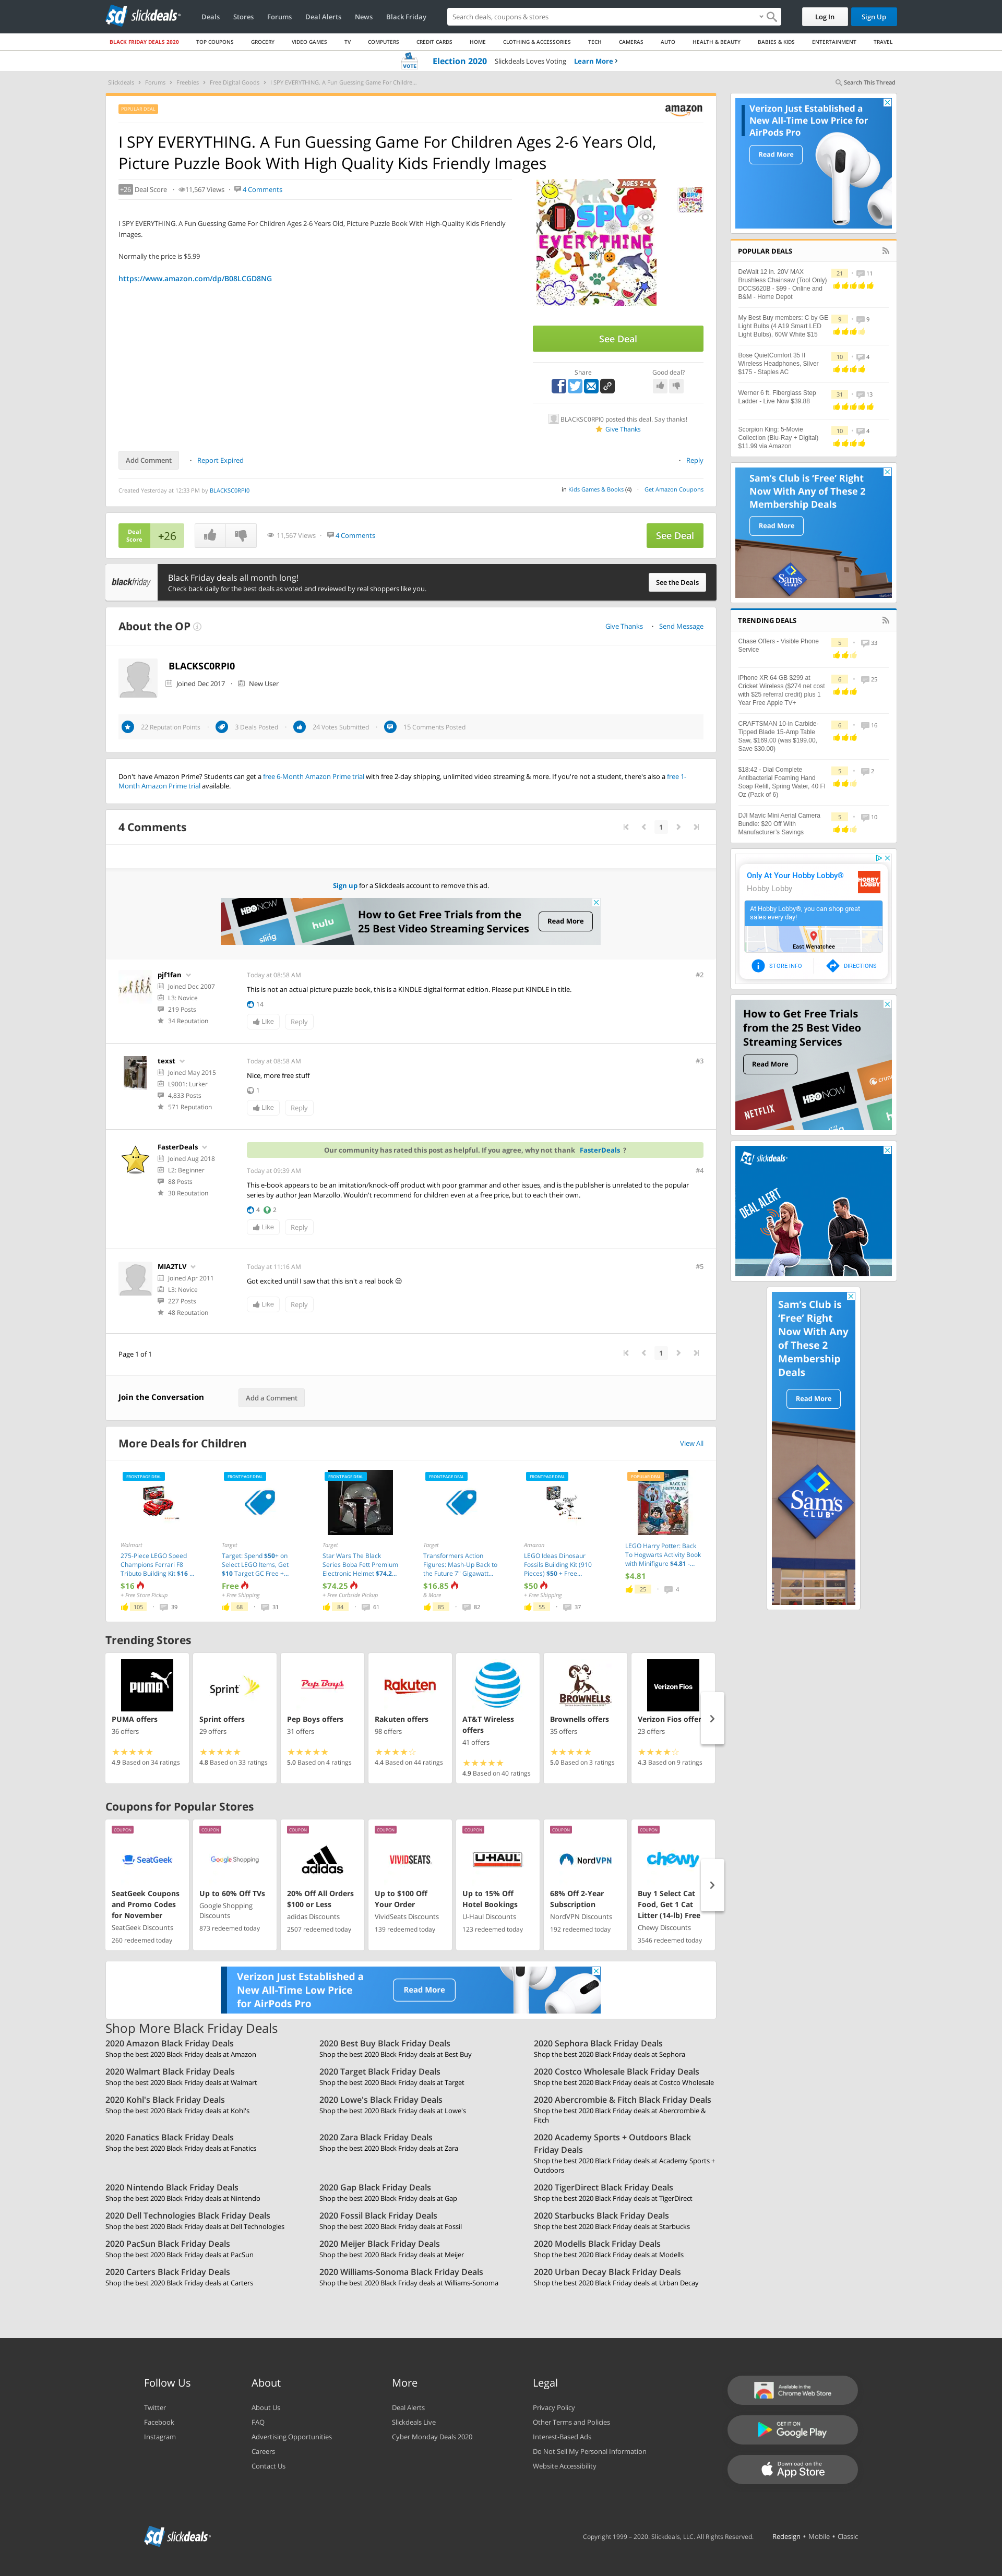 sd slickdeals
Deals Stores Forums Deal Alerts News Black Friday
Search deals, coupons & stores
Log In Sign Up
BLACK FRIDAY DEALS 2020 TOP COUPONS GROCERY VIDEO GAMES TV COMPUTERS CREDIT CARDS HOME CLOTHING & ACCESSORIES TECH CAMERAS AUTO HEALTH & BEAUTY BABIES & KIDS ENTERTAINMENT TRAVEL
VOTE Election 2020 Slickdeals Loves Voting Learn More
Slickdeals Forums Freebies Free Digital Goods I SPY EVERYTHING. A Fun Guessing Game For Childre...
Search This Thread
POPULAR DEAL
amazon
I SPY EVERYTHING. A Fun Guessing Game For Children Ages 2-6 Years Old,
Picture Puzzle Book With High Quality Kids Friendly Images
+26 Deal Score · 11,567 Views · 4 Comments
I SPY EVERYTHING. A Fun Guessing Game For Children Ages 2-6 Years Old, Picture Puzzle Book With High-Quality Kids Friendly
Images.
Normally the price is $5.99
https://www.amazon.com/dp/B08LCGD8NG
AGES 2-6
I SPY
EVERYTHING
See Deal
Share
Good deal?
BLACKSC0RPI0 posted this deal. Say thanks!
Give Thanks
Add Comment · Report Expired
· Reply
Created Yesterday at 12:33 PM by BLACKSC0RPI0
in Kids Games & Books (4) · Get Amazon Coupons
Deal
Score
+26
11,567 Views · 4 Comments
See Deal
blackfriday
Black Friday deals all month long!
Check back daily for the best deals as voted and reviewed by real shoppers like you.
See the Deals
About the OP
Give Thanks · Send Message
BLACKSC0RPI0
Joined Dec 2017 · New User
22 Reputation Points · 3 Deals Posted · 24 Votes Submitted · 15 Comments Posted
Don't have Amazon Prime? Students can get a free 6-Month Amazon Prime trial with free 2-day shipping, unlimited video streaming & more. If you're not a student, there's also a free 1-
Month Amazon Prime trial available.
4 Comments
1
Sign up for a Slickdeals account to remove this ad.
HBO NOW
sling
hulu
How to Get Free Trials from the
25 Best Video Streaming Services
Read More
pjf1fan
Joined Dec 2007
L3: Novice
219 Posts
34 Reputation
Today at 08:58 AM
#2
This is not an actual picture puzzle book, this is a KINDLE digital format edition. Please put KINDLE in title.
14
Like Reply
texst
Joined May 2015
L9001: Lurker
4,833 Posts
571 Reputation
Today at 08:58 AM
#3
Nice, more free stuff
1
Like Reply
FasterDeals
Joined Aug 2018
L2: Beginner
88 Posts
30 Reputation
Our community has rated this post as helpful. If you agree, why not thank FasterDeals ?
Today at 09:39 AM
#4
This e-book appears to be an imitation/knock-off product with poor grammar and other issues, and is the publisher is unrelated to the popular
series by author Jean Marzollo. Wouldn't recommend for children even at a free price, but to each their own.
4 2
Like Reply
MIA2TLV
Joined Apr 2011
L3: Novice
227 Posts
48 Reputation
Today at 11:16 AM
#5
Got excited until I saw that this isn't a real book 😒
Like Reply
Page 1 of 1
1
Join the Conversation
Add a Comment
More Deals for Children
View All
FRONTPAGE DEAL
Walmart
275-Piece LEGO Speed
Champions Ferrari F8
Tributo Building Kit $16 ...
$16
+ Free Store Pickup
105 · 39
FRONTPAGE DEAL
Target
Target: Spend $50+ on
Select LEGO Items, Get
$10 Target GC Free +...
Free
+ Free Shipping
68 · 31
FRONTPAGE DEAL
Target
Star Wars The Black
Series Boba Fett Premium
Electronic Helmet $74.2...
$74.25
+ Free Curbside Pickup
84 · 61
FRONTPAGE DEAL
Target
Transformers Action
Figures: Mash-Up Back to
the Future 7" Gigawatt...
$16.85
& More
85 · 82
FRONTPAGE DEAL
Amazon
LEGO Ideas Dinosaur
Fossils Building Kit (910
Pieces) $50 + Free...
$50
+ Free Shipping
55 · 37
POPULAR DEAL
LEGO Harry Potter: Back
To Hogwarts Activity Book
with Minifigure $4.81 -...
$4.81
25 · 4
Trending Stores
PUMA
PUMA offers
36 offers
4.9 Based on 34 ratings
Sprint
Sprint offers
29 offers
4.8 Based on 33 ratings
Pep Boys
Pep Boys offers
31 offers
5.0 Based on 4 ratings
Rakuten
Rakuten offers
98 offers
4.4 Based on 44 ratings
AT&T Wireless
offers
41 offers
4.9 Based on 40 ratings
BROWNELLS
Brownells offers
35 offers
5.0 Based on 3 ratings
Verizon Fios
Verizon Fios offer
23 offers
4.3 Based on 9 ratings
Coupons for Popular Stores
COUPON
SeatGeek
SeatGeek Coupons
and Promo Codes
for November
SeatGeek Discounts
260 redeemed today
COUPON
Google Shopping
Up to 60% Off TVs
Google Shopping
Discounts
873 redeemed today
COUPON
adidas
20% Off All Orders
$100 or Less
adidas Discounts
2507 redeemed today
COUPON
VIVIDSEATS
Up to $100 Off
Your Order
VividSeats Discounts
139 redeemed today
COUPON
U-HAUL
Up to 15% Off
Hotel Bookings
U-Haul Discounts
123 redeemed today
COUPON
NordVPN
68% Off 2-Year
Subscription
NordVPN Discounts
192 redeemed today
COUPON
chewy
Buy 1 Select Cat
Food, Get 1 Cat
Litter (14-lb) Free
Chewy Discounts
3546 redeemed today
Verizon Just Established a
New All-Time Low Price
for AirPods Pro
Read More
Shop More Black Friday Deals
2020 Amazon Black Friday Deals
Shop the best 2020 Black Friday deals at Amazon
2020 Best Buy Black Friday Deals
Shop the best 2020 Black Friday deals at Best Buy
2020 Sephora Black Friday Deals
Shop the best 2020 Black Friday deals at Sephora
2020 Walmart Black Friday Deals
Shop the best 2020 Black Friday deals at Walmart
2020 Target Black Friday Deals
Shop the best 2020 Black Friday deals at Target
2020 Costco Wholesale Black Friday Deals
Shop the best 2020 Black Friday deals at Costco Wholesale
2020 Kohl's Black Friday Deals
Shop the best 2020 Black Friday deals at Kohl's
2020 Lowe's Black Friday Deals
Shop the best 2020 Black Friday deals at Lowe's
2020 Abercrombie & Fitch Black Friday Deals
Shop the best 2020 Black Friday deals at Abercrombie &
Fitch
2020 Fanatics Black Friday Deals
Shop the best 2020 Black Friday deals at Fanatics
2020 Zara Black Friday Deals
Shop the best 2020 Black Friday deals at Zara
2020 Academy Sports + Outdoors Black
Friday Deals
Shop the best 2020 Black Friday deals at Academy Sports +
Outdoors
2020 Nintendo Black Friday Deals
Shop the best 2020 Black Friday deals at Nintendo
2020 Gap Black Friday Deals
Shop the best 2020 Black Friday deals at Gap
2020 TigerDirect Black Friday Deals
Shop the best 2020 Black Friday deals at TigerDirect
2020 Dell Technologies Black Friday Deals
Shop the best 2020 Black Friday deals at Dell Technologies
2020 Fossil Black Friday Deals
Shop the best 2020 Black Friday deals at Fossil
2020 Starbucks Black Friday Deals
Shop the best 2020 Black Friday deals at Starbucks
2020 PacSun Black Friday Deals
Shop the best 2020 Black Friday deals at PacSun
2020 Meijer Black Friday Deals
Shop the best 2020 Black Friday deals at Meijer
2020 Modells Black Friday Deals
Shop the best 2020 Black Friday deals at Modells
2020 Carters Black Friday Deals
Shop the best 2020 Black Friday deals at Carters
2020 Williams-Sonoma Black Friday Deals
Shop the best 2020 Black Friday deals at Williams-Sonoma
2020 Urban Decay Black Friday Deals
Shop the best 2020 Black Friday deals at Urban Decay
Verizon Just Established a
New All-Time Low Price for
AirPods Pro
Read More
POPULAR DEALS
DeWalt 12 in. 20V MAX
Brushless Chainsaw (Tool Only)
DCCS620B - $99 - Online and
B&M - Home Depot
21 · 11
My Best Buy members: C by GE
Light Bulbs (4 A19 Smart LED
Light Bulbs), 60W White $15
9 · 9
Bose QuietComfort 35 II
Wireless Headphones, Silver
$175 - Staples AC
10 · 4
Werner 6 ft. Fiberglass Step
Ladder - Live Now $39.88
31 · 13
Scorpion King: 5-Movie
Collection (Blu-Ray + Digital)
$11.99 via Amazon
10 · 4
Sam's Club is 'Free' Right
Now With Any of These 2
Membership Deals
Read More
Sam's
CLUB
TRENDING DEALS
Chase Offers - Visible Phone
Service
5 · 33
iPhone XR 64 GB $299 at
Cricket Wireless ($274 net cost
with $25 referral credit) plus 1
Year Free Apple TV+
6 · 25
CRAFTSMAN 10-in Carbide-
Tipped Blade 15-Amp Table
Saw, $169.00 (was $199.00,
Save $30.00)
6 · 16
$18:42 - Dial Complete
Antibacterial Foaming Hand
Soap Refill, Spring Water, 40 Fl
Oz (Pack of 6)
5 · 2
DJI Mavic Mini Aerial Camera
Bundle: $20 Off With
Manufacturer's Savings
5 · 10
Only At Your Hobby Lobby®
Hobby Lobby
HOBBY
LOBBY
At Hobby Lobby®, you can shop great
sales every day!
East Wenatchee
STORE INFO DIRECTIONS
How to Get Free Trials
from the 25 Best Video
Streaming Services
Read More
NETFLIX
HBO NOW
crunchy
sling
hulu
sd slickdeals
DEAL ALERT
Sam's Club is
'Free' Right
Now With Any
of These 2
Membership
Deals
Read More
Sam's
CLUB
Follow Us
Twitter
Facebook
Instagram
About
About Us
FAQ
Advertising Opportunities
Careers
Contact Us
More
Deal Alerts
Slickdeals Live
Cyber Monday Deals 2020
Legal
Privacy Policy
Other Terms and Policies
Interest-Based Ads
Do Not Sell My Personal Information
Website Accessibility
Available in the
Chrome Web Store
GET IT ON
Google Play
Download on the
App Store
sd slickdeals
Copyright 1999 - 2020. Slickdeals, LLC. All Rights Reserved.
Redesign • Mobile • Classic